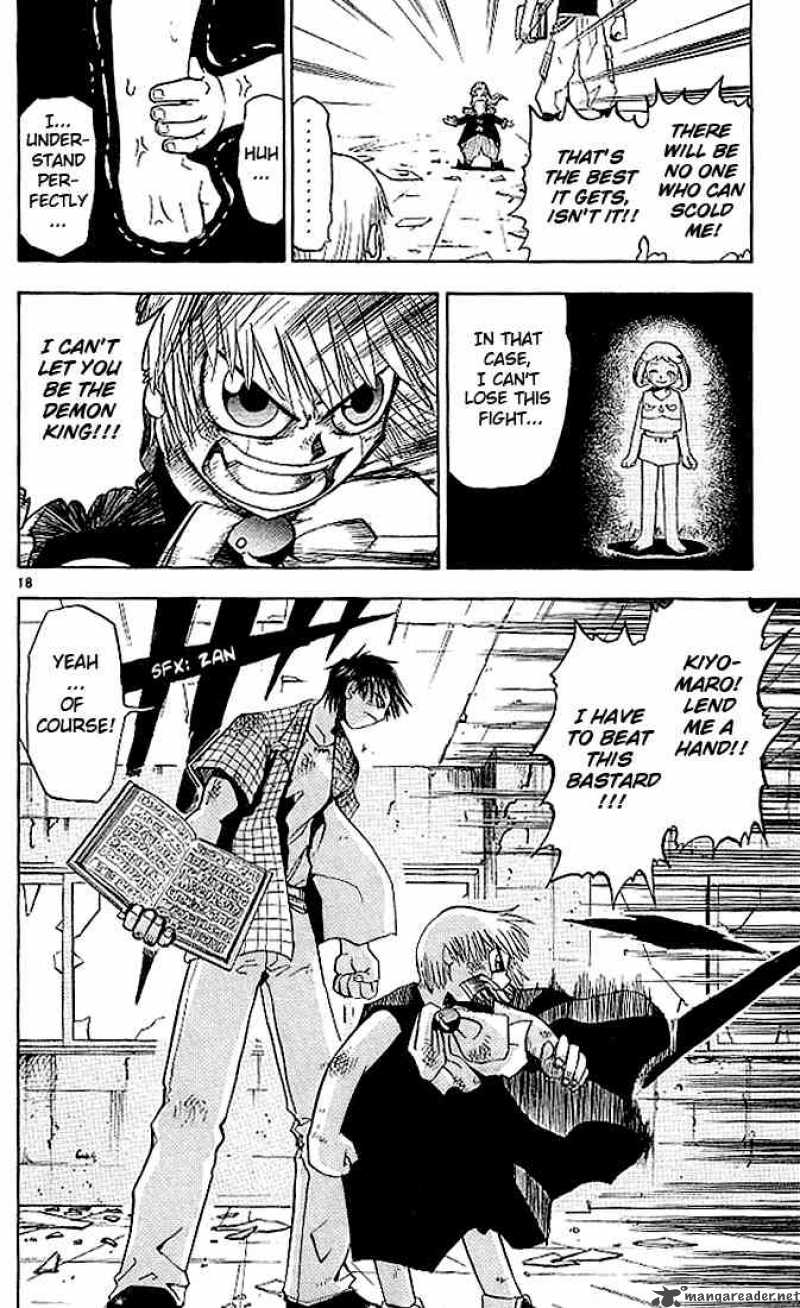 THERE
WILL BE
NO ONE
WHO CAN
SCOLD
ME!
THAT'S
THE BEST
IT GETS,
ISN'T IT!!
.......
HUH
...
I...
UNDER-
STAND
PER-
FECTLY
...
IN THAT
CASE,
I CAN'T
LOSE THIS
FIGHT...
I CAN'T
LET YOU
BE THE
DEMON
KING!!!
18
KIYO-
MARO!
LEND
ME A
HAND!!
I HAVE
TO BEAT
THIS
BASTARD
!!!
SFX: ZAN
YEAH
...
OF
COURSE!
mangareader.net